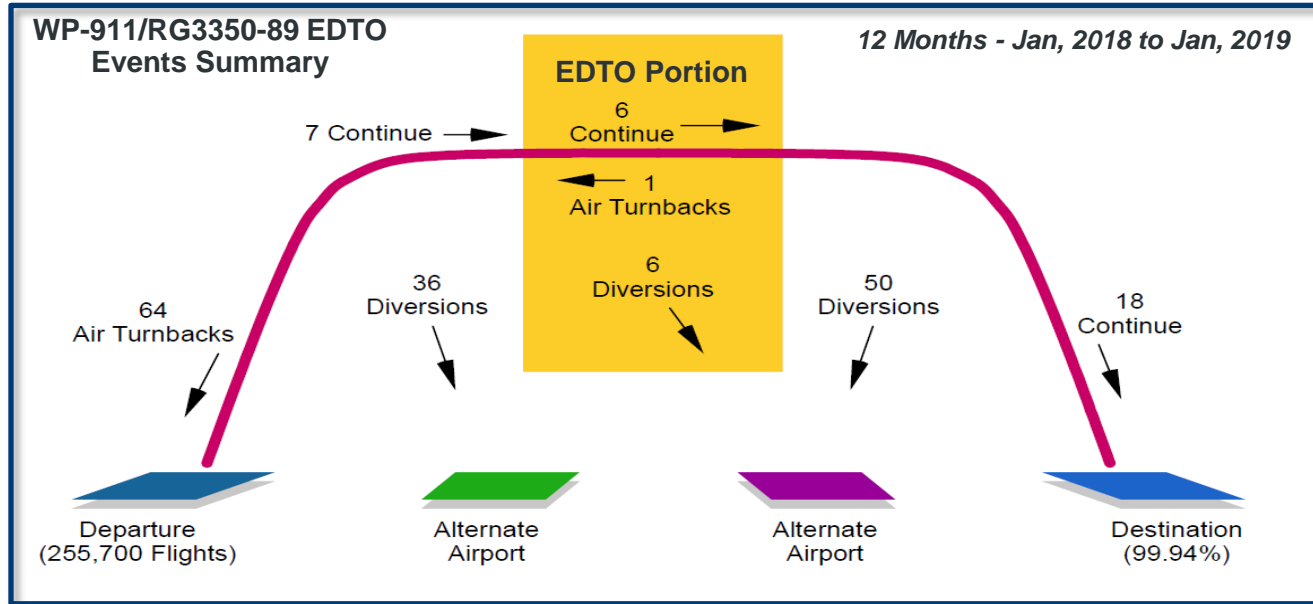 WP-911/RG3350-89 EDTO
Events Summary
12 Months - Jan, 2018 to Jan, 2019
EDTO Portion
7 Continue
6
Continue
1
Air Turnbacks
64
Air Turnbacks
36
Diversions
6
Diversions
50
Diversions
18
Continue
Departure
(255,700 Flights)
Alternate
Airport
Alternate
Airport
Destination
(99.94%)